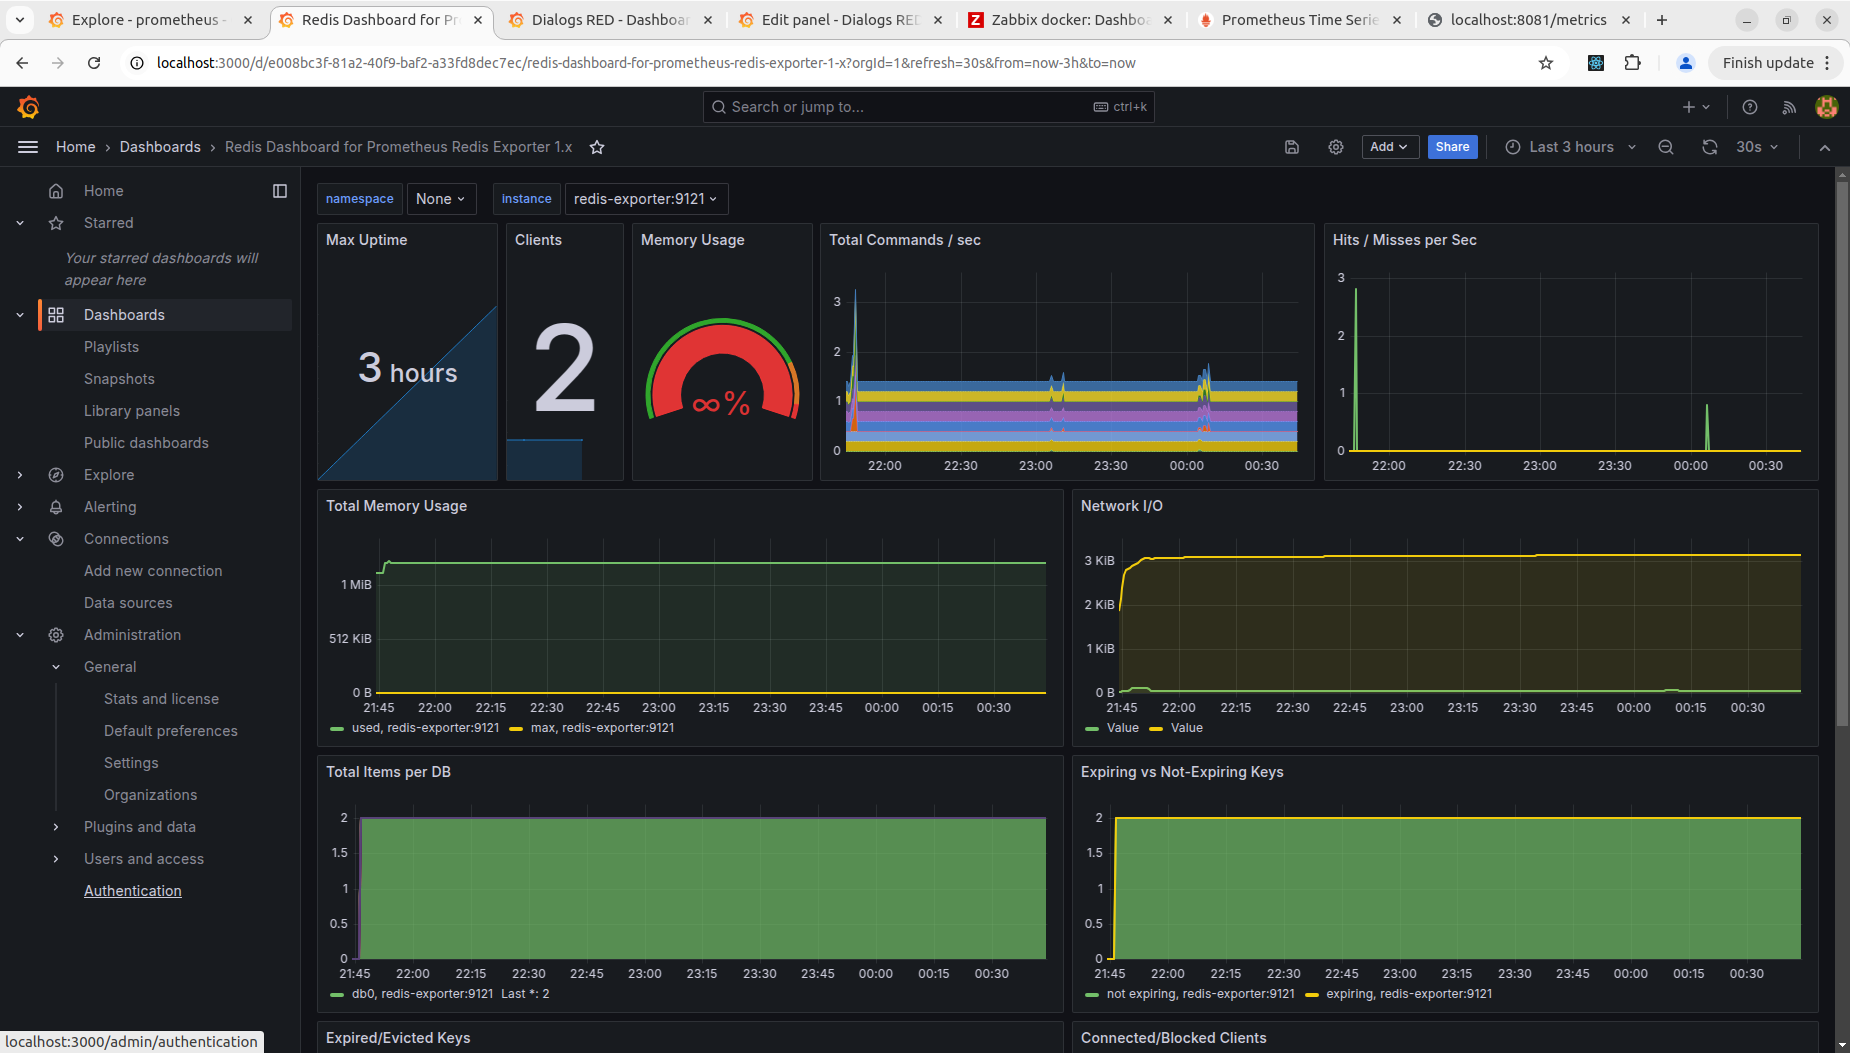 Explore - prometheus -
Redis Dashboard for Pr
Dialogs RED - Dashboar
Edit panel - Dialogs RED
Z Zabbix docker: Dashboa
Prometheus Time Serie
localhost:8081/metrics
localhost:3000/d/e008bc3f-81a2-40f9-baf2-a33fd8dec7ec/redis-dashboard-for-prometheus-redis-exporter-1-x?orgId=1&refresh=30s&from=now-3h&to=now
Finish update
Search or jump to...
ctrl+k
Home › Dashboards › Redis Dashboard for Prometheus Redis Exporter 1.x
Add
Share
Last 3 hours
30s
Home
Starred
Your starred dashboards will
appear here
Dashboards
Playlists
Snapshots
Library panels
Public dashboards
Explore
Alerting
Connections
Add new connection
Data sources
Administration
General
Stats and license
Default preferences
Settings
Organizations
Plugins and data
Users and access
Authentication
localhost:3000/admin/authentication
namespace None
instance redis-exporter:9121
Max Uptime
3 hours
Clients
2
Memory Usage
∞%
Total Commands / sec
3
2
1
0
22:00 22:30 23:00 23:30 00:00 00:30
Hits / Misses per Sec
3
2
1
0
22:00 22:30 23:00 23:30 00:00 00:30
Total Memory Usage
1 MiB
512 KiB
0 B
21:45 22:00 22:15 22:30 22:45 23:00 23:15 23:30 23:45 00:00 00:15 00:30
used, redis-exporter:9121 max, redis-exporter:9121
Network I/O
3 KiB
2 KiB
1 KiB
0 B
21:45 22:00 22:15 22:30 22:45 23:00 23:15 23:30 23:45 00:00 00:15 00:30
Value Value
Total Items per DB
2
1.5
1
0.5
0
21:45 22:00 22:15 22:30 22:45 23:00 23:15 23:30 23:45 00:00 00:15 00:30
db0, redis-exporter:9121 Last *: 2
Expiring vs Not-Expiring Keys
2
1.5
1
0.5
0
21:45 22:00 22:15 22:30 22:45 23:00 23:15 23:30 23:45 00:00 00:15 00:30
not expiring, redis-exporter:9121 expiring, redis-exporter:9121
Expired/Evicted Keys
Connected/Blocked Clients